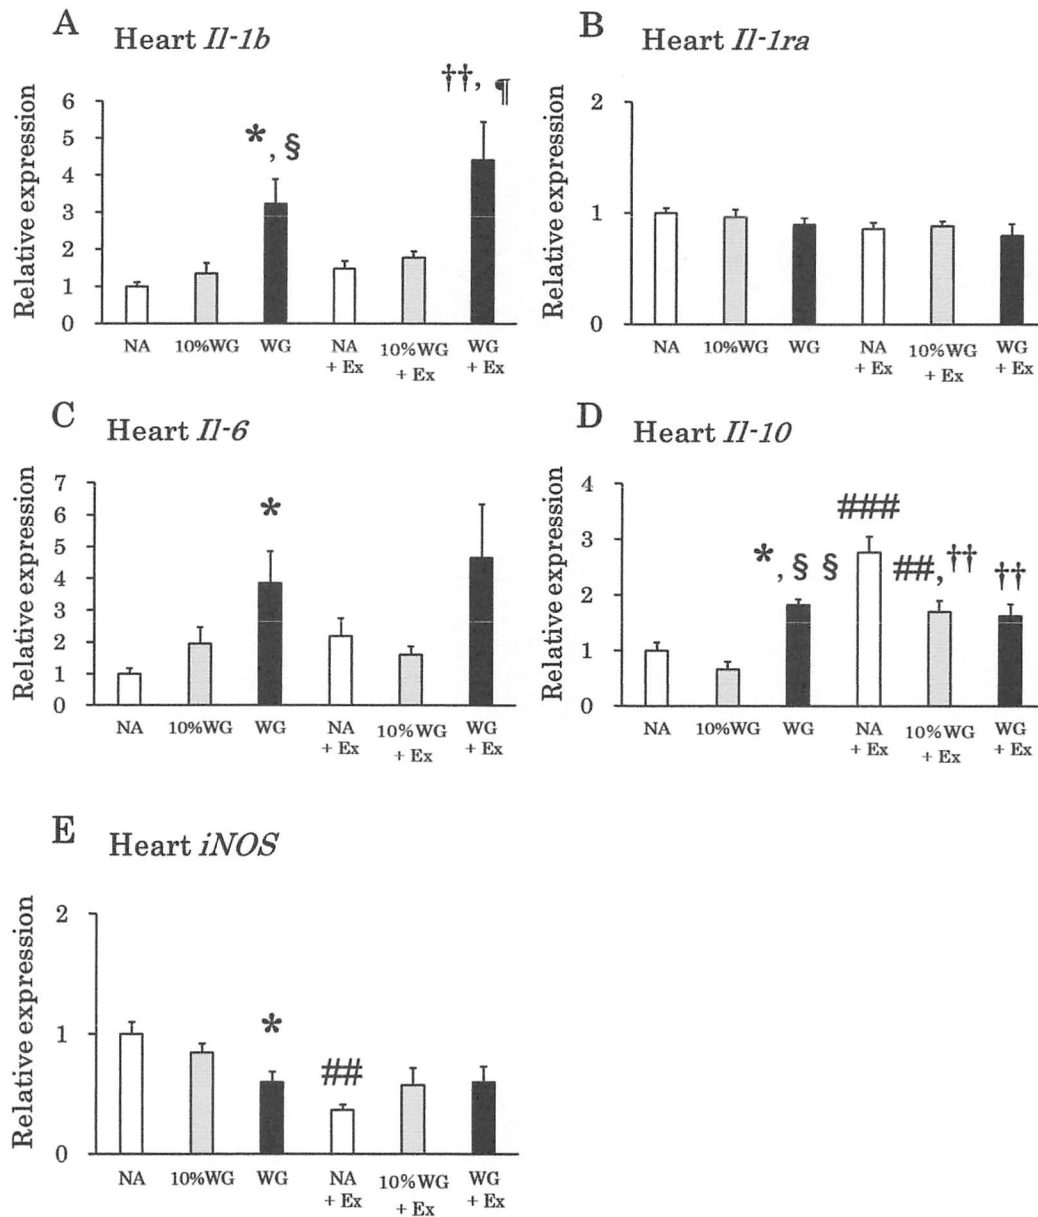 A Heart Il-1b
Relative expression
6
5
4
3
2
1
0
*, §
††, ¶
NA 10%WG WG NA 10%WG WG
+ Ex + Ex + Ex
B Heart Il-1ra
Relative expression
2
1
0
NA 10%WG WG NA 10%WG WG
+ Ex + Ex + Ex
C Heart Il-6
Relative expression
7
6
5
4
3
2
1
0
*
NA 10%WG WG NA 10%WG WG
+ Ex + Ex + Ex
D Heart Il-10
Relative expression
4
3
2
1
0
*, § §
###
##, ††
††
NA 10%WG WG NA 10%WG WG
+ Ex + Ex + Ex
E Heart iNOS
Relative expression
2
1
0
*
##
NA 10%WG WG NA 10%WG WG
+ Ex + Ex + Ex